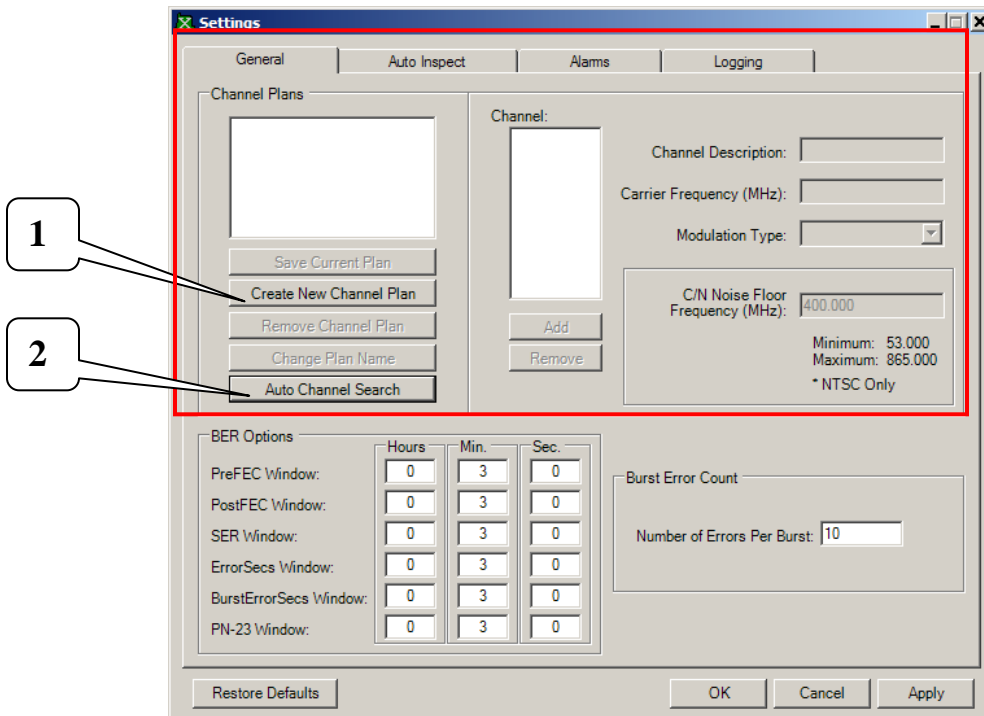 Settings
General
Auto Inspect
Alarms
Logging
Channel Plans
Save Current Plan
Create New Channel Plan
Remove Channel Plan
Change Plan Name
Auto Channel Search
1
2
Channel:
Add
Remove
Channel Description:
Carrier Frequency (MHz):
Modulation Type:
C/N Noise Floor
Frequency (MHz): 400.000
Minimum: 53.000
Maximum: 865.000
* NTSC Only
BER Options
Hours Min. Sec.
PreFEC Window: 0 3 0
PostFEC Window: 0 3 0
SER Window: 0 3 0
ErrorSecs Window: 0 3 0
BurstErrorSecs Window: 0 3 0
PN-23 Window: 0 3 0
Burst Error Count
Number of Errors Per Burst: 10
Restore Defaults
OK
Cancel
Apply